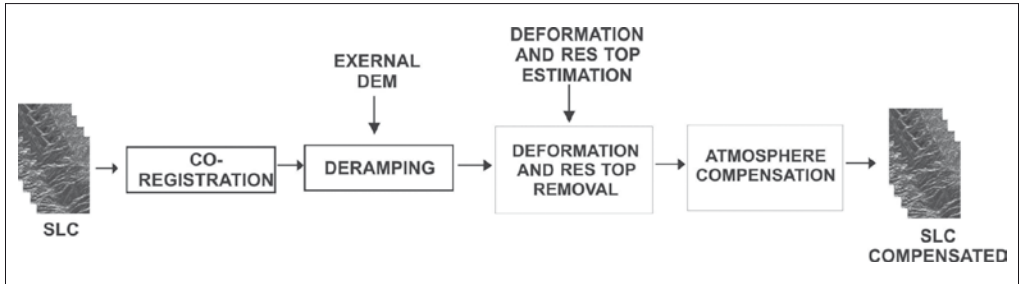 EXERNAL
DEM
DEFORMATION
AND RES TOP
ESTIMATION
SLC
CO-
REGISTRATION
DERAMPING
DEFORMATION
AND RES TOP
REMOVAL
ATMOSPHERE
COMPENSATION
SLC
COMPENSATED